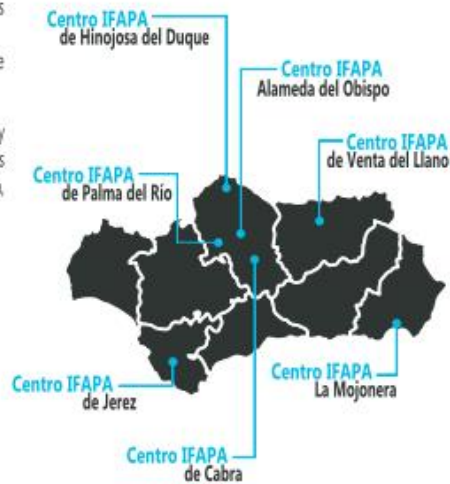 s
Centro IFAPA
de Hinojosa del Duque
e
Centro IFAPA
Alameda del Obispo
y
Centro IFAPA
de Venta del Llano
s
Centro IFAPA
de Palma del Río
,
Centro IFAPA
La Mojonera
Centro IFAPA
de Jerez
Centro IFAPA
de Cabra